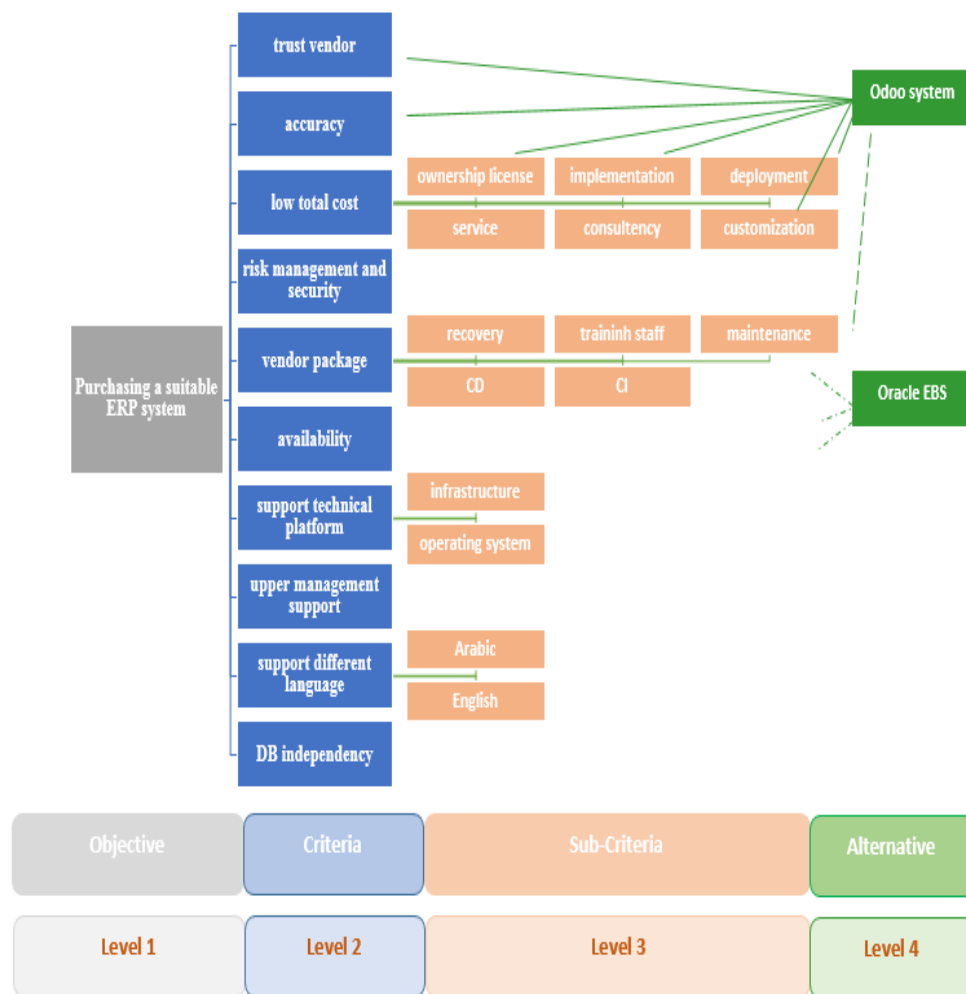 trust vendor
accuracy
low total cost
risk management and
security
vendor package
availability
support technical
platform
upper management
support
support different
language
DB independency
Purchasing a suitable
ERP system
ownership license
implementation
deployment
service
consultency
customization
recovery
traininh staff
maintenance
CD
CI
infrastructure
operating system
Arabic
English
Odoo system
Oracle EBS
Objective
Criteria
Sub-Criteria
Alternative
Level 1
Level 2
Level 3
Level 4